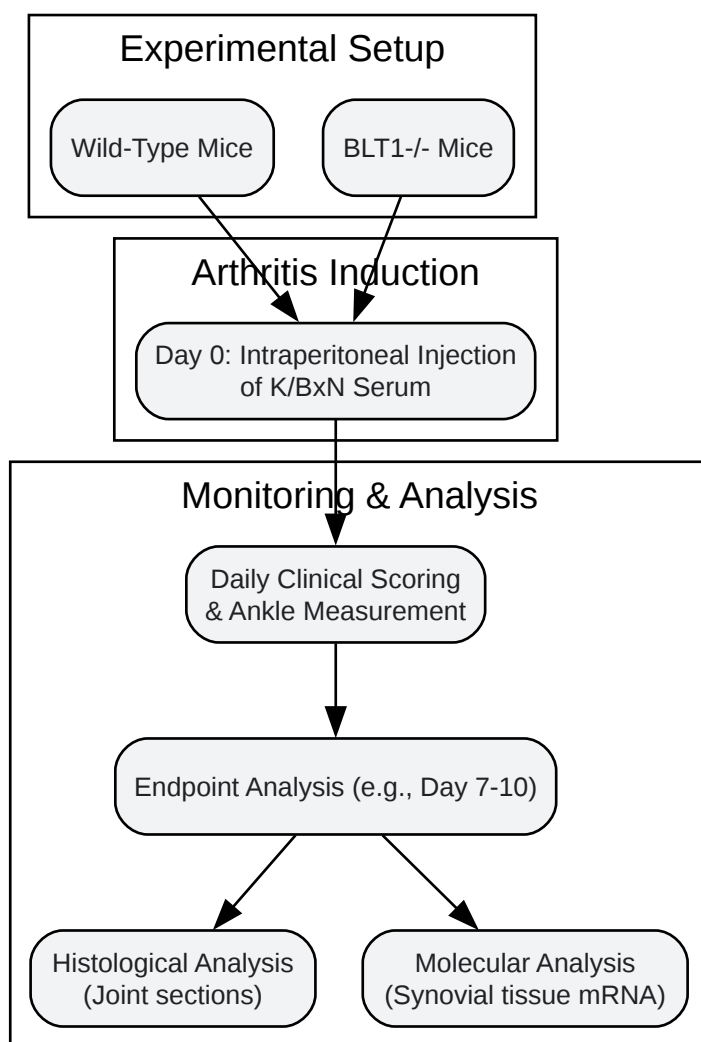 Experimental Setup
Wild-Type Mice
BLT1-/- Mice
Arthritis Induction
Day 0: Intraperitoneal Injection
of K/BxN Serum
Monitoring & Analysis
Daily Clinical Scoring
& Ankle Measurement
Endpoint Analysis (e.g., Day 7-10)
Histological Analysis
(Joint sections)
Molecular Analysis
(Synovial tissue mRNA)